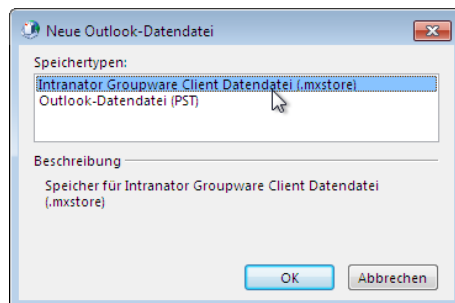 Neue Outlook-Datendatei
Speichertypen:
Intranator Groupware Client Datendatei (.mxstore)
Outlook-Datendatei (PST)
Beschreibung
Speicher für Intranator Groupware Client Datendatei
(.mxstore)
OK
Abbrechen